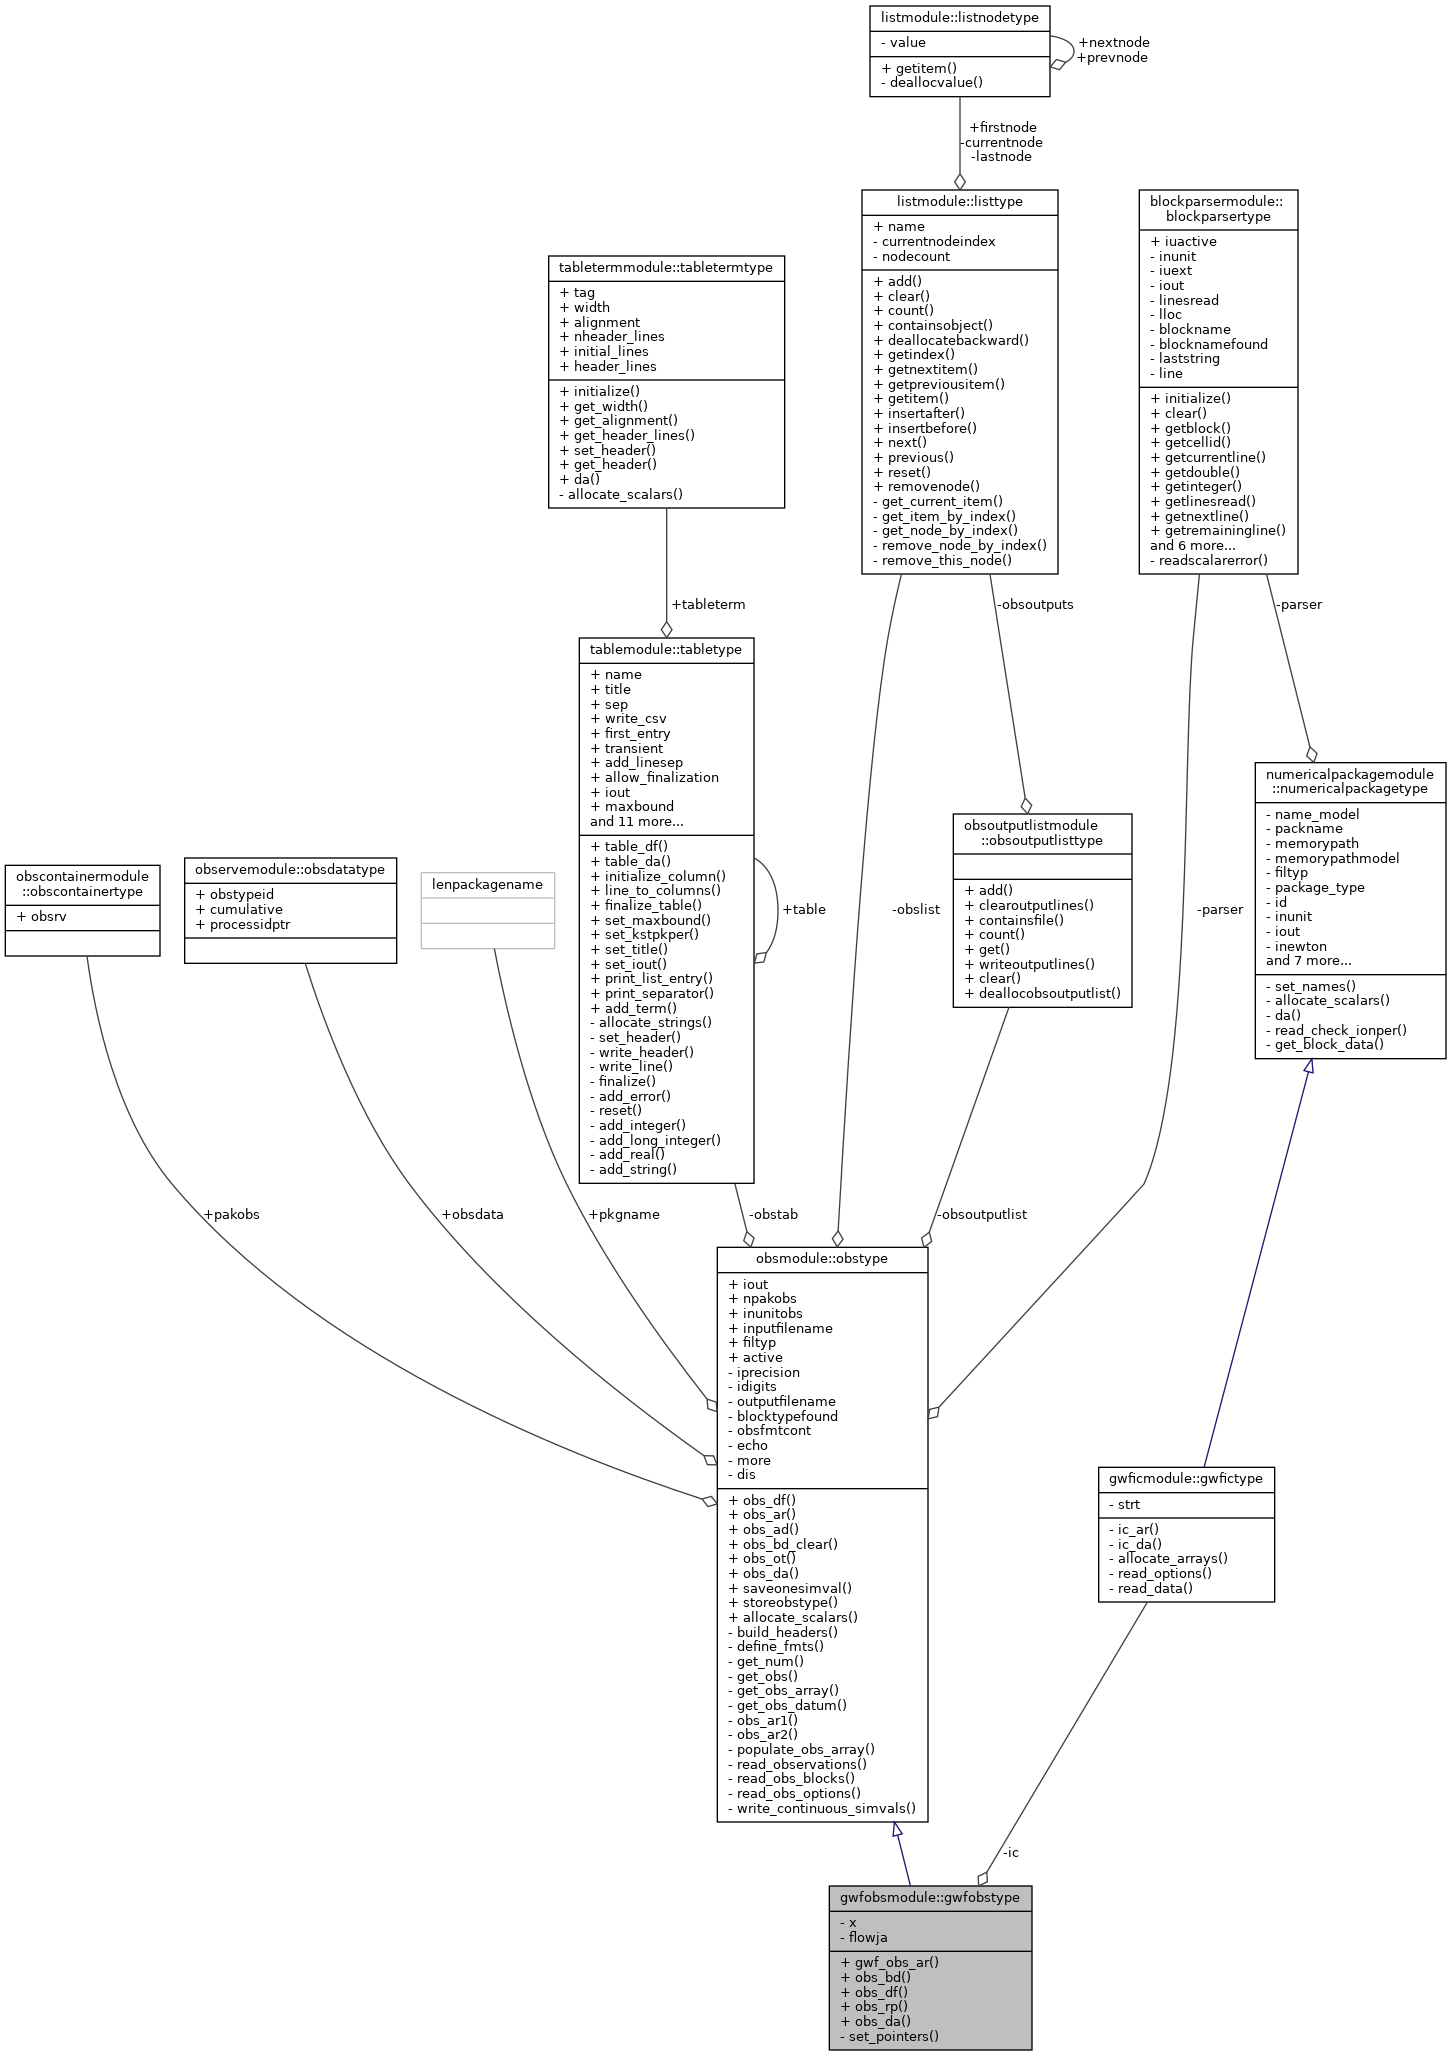 listmodule::listnodetype
- value
+ getitem()
- deallocvalue()
+nextnode
+prevnode
+firstnode
-currentnode
-lastnode
listmodule::listtype
+ name
- currentnodeindex
- nodecount
+ add()
+ clear()
+ count()
+ containsobject()
+ deallocatebackward()
+ getindex()
+ getnextitem()
+ getpreviousitem()
+ getitem()
+ insertafter()
+ insertbefore()
+ next()
+ previous()
+ reset()
+ removenode()
- get_current_item()
- get_item_by_index()
- get_node_by_index()
- remove_node_by_index()
- remove_this_node()
blockparsermodule::
blockparsertype
+ iuactive
- inunit
- iuext
- iout
- linesread
- lloc
- blockname
- blocknamefound
- laststring
- line
+ initialize()
+ clear()
+ getblock()
+ getcellid()
+ getcurrentline()
+ getdouble()
+ getinteger()
+ getlinesread()
+ getnextline()
+ getremainingline()
and 6 more...
- readscalarerror()
tabletermmodule::tabletermtype
+ tag
+ width
+ alignment
+ nheader_lines
+ initial_lines
+ header_lines
+ initialize()
+ get_width()
+ get_alignment()
+ get_header_lines()
+ set_header()
+ get_header()
+ da()
- allocate_scalars()
+tableterm
-obsoutputs
-parser
tablemodule::tabletype
+ name
+ title
+ sep
+ write_csv
+ first_entry
+ transient
+ add_linesep
+ allow_finalization
+ iout
+ maxbound
and 11 more...
+ table_df()
+ table_da()
+ initialize_column()
+ line_to_columns()
+ finalize_table()
+ set_maxbound()
+ set_kstpkper()
+ set_title()
+ set_iout()
+ print_list_entry()
+ print_separator()
+ add_term()
- allocate_strings()
- set_header()
- write_header()
- write_line()
- finalize()
- add_error()
- reset()
- add_integer()
- add_long_integer()
- add_real()
- add_string()
+table
-obslist
-parser
numericalpackagemodule
::numericalpackagetype
- name_model
- packname
- memorypath
- memorypathmodel
- filtyp
- package_type
- id
- inunit
- iout
- inewton
and 7 more...
- set_names()
- allocate_scalars()
- da()
- read_check_ionper()
- get_block_data()
obsoutputlistmodule
::obsoutputlisttype
+ add()
+ clearoutputlines()
+ containsfile()
+ count()
+ get()
+ writeoutputlines()
+ clear()
+ deallocobsoutputlist()
obscontainermodule
::obscontainertype
+ obsrv
observemodule::obsdatatype
+ obstypeid
+ cumulative
+ processidptr
lenpackagename
+pakobs
+obsdata
+pkgname
-obstab
-obsoutputlist
obsmodule::obstype
+ iout
+ npakobs
+ inunitobs
+ inputfilename
+ filtyp
+ active
- iprecision
- idigits
- outputfilename
- blocktypefound
- obsfmtcont
- echo
- more
- dis
+ obs_df()
+ obs_ar()
+ obs_ad()
+ obs_bd_clear()
+ obs_ot()
+ obs_da()
+ saveonesimval()
+ storeobstype()
+ allocate_scalars()
- build_headers()
- define_fmts()
- get_num()
- get_obs()
- get_obs_array()
- get_obs_datum()
- obs_ar1()
- obs_ar2()
- populate_obs_array()
- read_observations()
- read_obs_blocks()
- read_obs_options()
- write_continuous_simvals()
gwficmodule::gwfictype
- strt
- ic_ar()
- ic_da()
- allocate_arrays()
- read_options()
- read_data()
-ic
gwfobsmodule::gwfobstype
- x
- flowja
+ gwf_obs_ar()
+ obs_bd()
+ obs_df()
+ obs_rp()
+ obs_da()
- set_pointers()